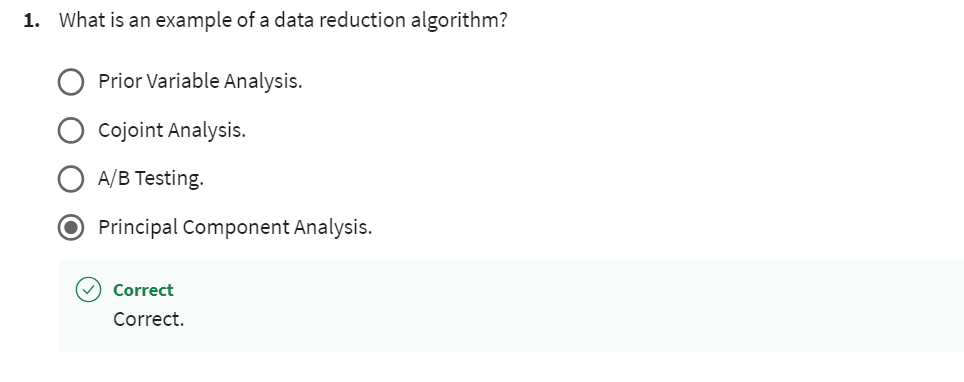 1. What is an example of a data reduction algorithm?
Prior Variable Analysis.
Cojoint Analysis.
A/B Testing.
Principal Component Analysis.
Correct
Correct.